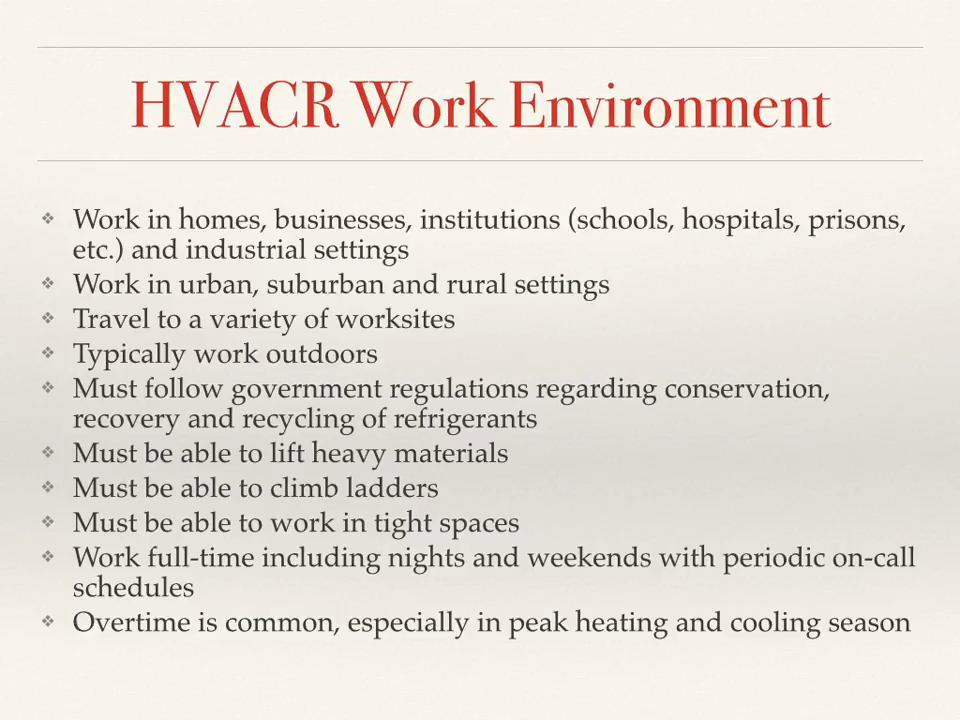 HVACR Work Environment
❖ Work in homes, businesses, institutions (schools, hospitals, prisons,
etc.) and industrial settings
❖ Work in urban, suburban and rural settings
❖ Travel to a variety of worksites
❖ Typically work outdoors
❖ Must follow government regulations regarding conservation,
recovery and recycling of refrigerants
❖ Must be able to lift heavy materials
❖ Must be able to climb ladders
❖ Must be able to work in tight spaces
❖ Work full-time including nights and weekends with periodic on-call
schedules
❖ Overtime is common, especially in peak heating and cooling season